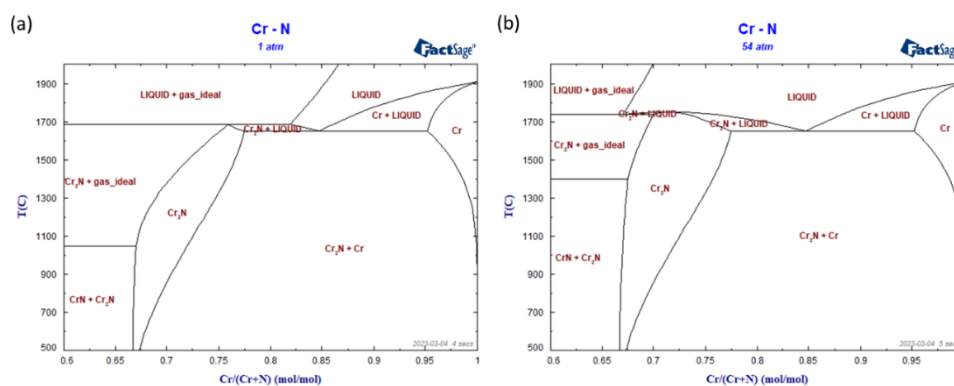 (a)
Cr - N
1 atm
FactSage™
T(C)
1900
1700
1500
1300
1100
900
700
500
LIQUID + gas_ideal
LIQUID
Cr + LIQUID
Cr₂N + LIQUID
Cr
Cr₂N + gas_ideal
Cr₂N
Cr₂N + Cr
CrN + Cr₂N
2023-03-04 4 secs
0.6 0.65 0.7 0.75 0.8 0.85 0.9 0.95 1
Cr/(Cr+N) (mol/mol)
(b)
Cr - N
54 atm
FactSage™
T(C)
1900
1700
1500
1300
1100
900
700
500
LIQUID + gas_ideal
LIQUID
Cr₂N + LIQUID
Cr₂N + LIQUID
Cr + LIQUID
Cr
Cr₂N + gas_ideal
Cr₂N
Cr₂N + Cr
CrN + Cr₂N
2023-03-04
0.6 0.65 0.7 0.75 0.8 0.85 0.9 0.95
Cr/(Cr+N) (mol/mol)